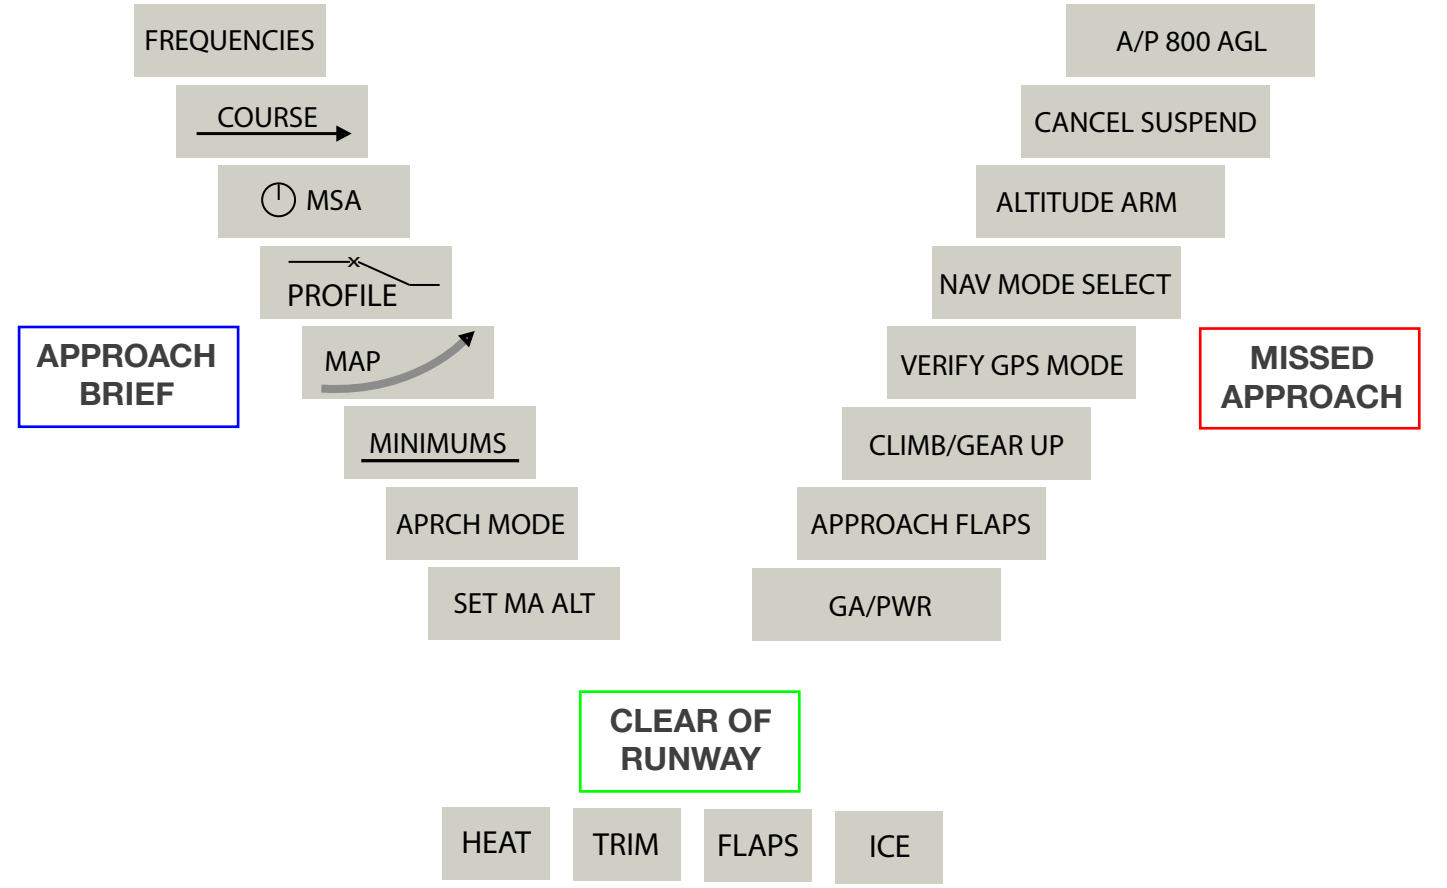 FREQUENCIES
COURSE
MSA
PROFILE
MAP
MINIMUMS
APRCH MODE
SET MA ALT
APPROACH
BRIEF
A/P 800 AGL
CANCEL SUSPEND
ALTITUDE ARM
NAV MODE SELECT
VERIFY GPS MODE
CLIMB/GEAR UP
APPROACH FLAPS
GA/PWR
MISSED
APPROACH
CLEAR OF
RUNWAY
HEAT
TRIM
FLAPS
ICE